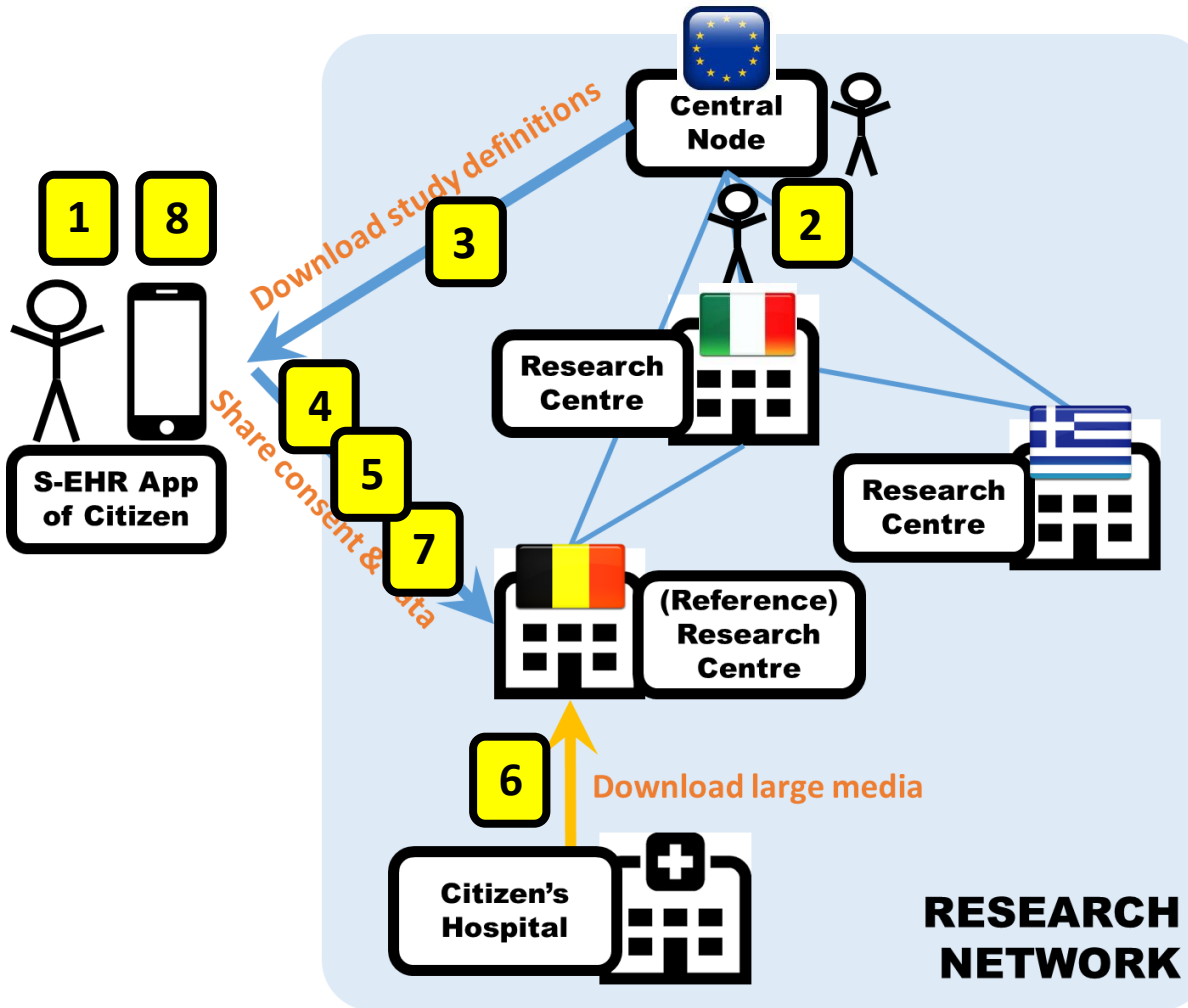 Central
Node
Download study definitions
1
8
2
3
Research
Centre
4
Share consent & data
5
7
S-EHR App
of Citizen
Research
Centre
(Reference)
Research
Centre
6
Download large media
Citizen’s
Hospital
RESEARCH
NETWORK